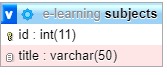 v e-learning subjects
id : int(11)
title : varchar(50)